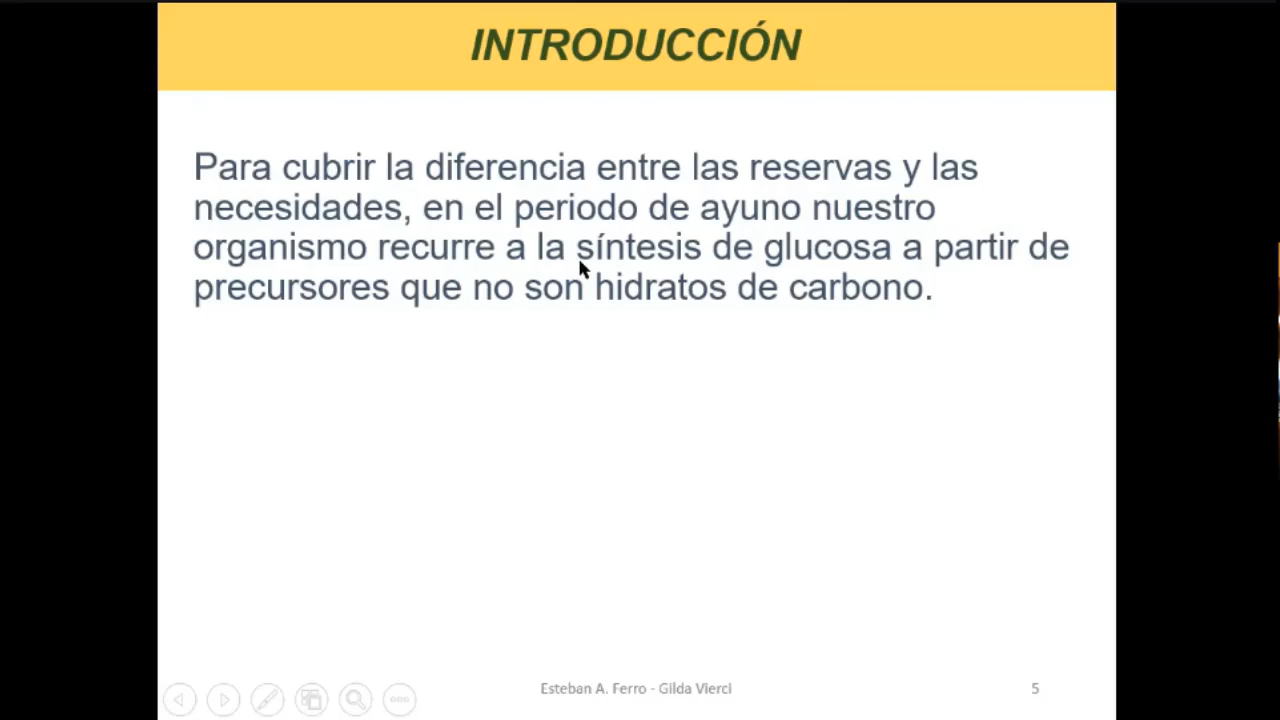 INTRODUCCIÓN
Para cubrir la diferencia entre las reservas y las
necesidades, en el periodo de ayuno nuestro
organismo recurre a la síntesis de glucosa a partir de
precursores que no son hidratos de carbono.
Esteban A. Ferro - Gilda Vierci
5